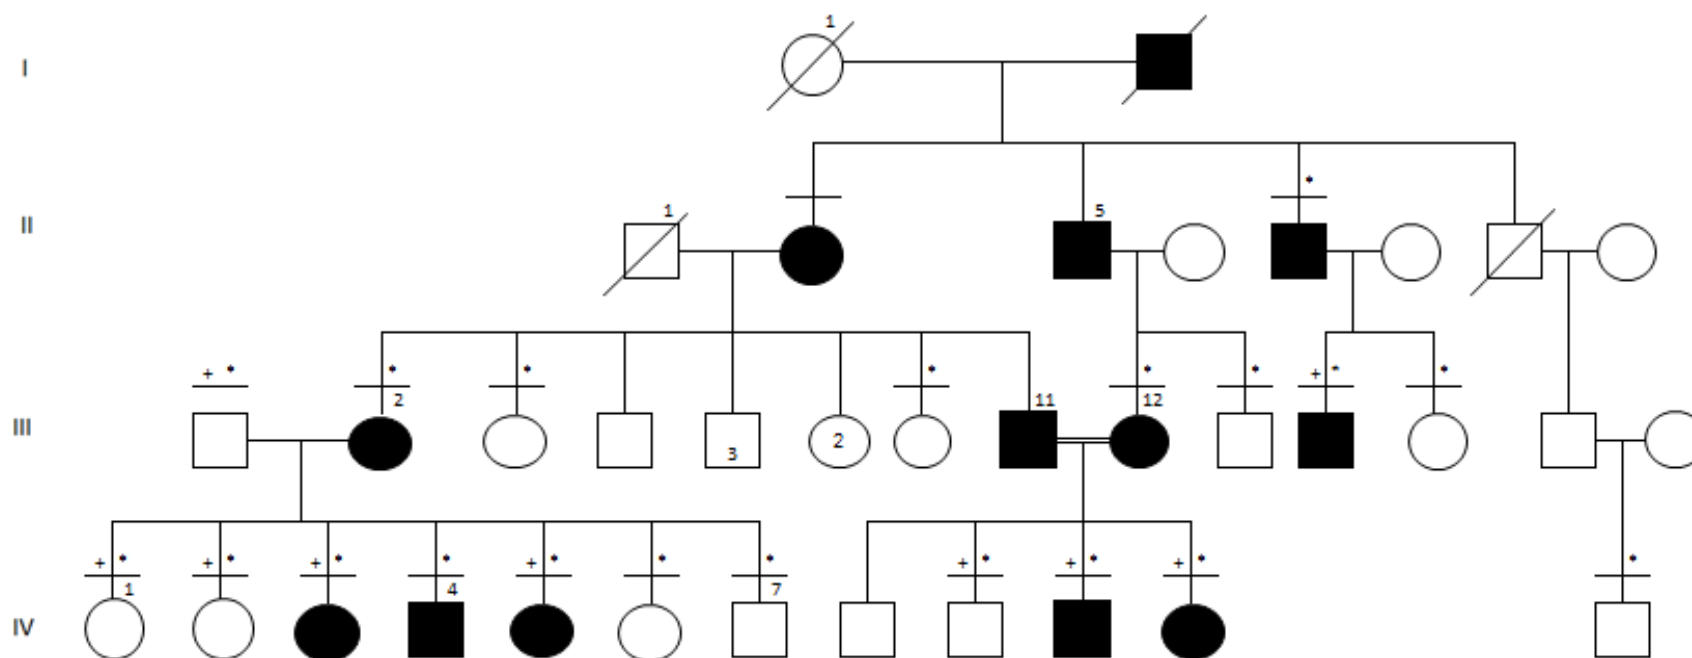 1
I
1 * 5
II
+ * * * * * + * *
2 11 12
III
3 2
+ * + * + * * + * * * + * + * + * *
1 4 7
IV